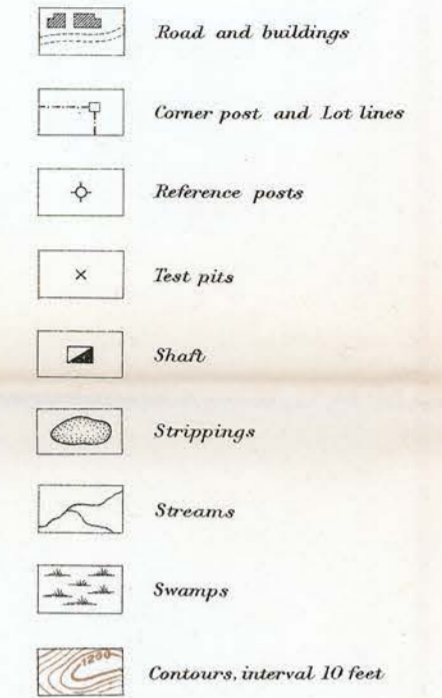 Road and buildings
Corner post and Lot lines
Reference posts
Test pits
Shaft
Strippings
Streams
Swamps
1200
Contours, interval 10 feet